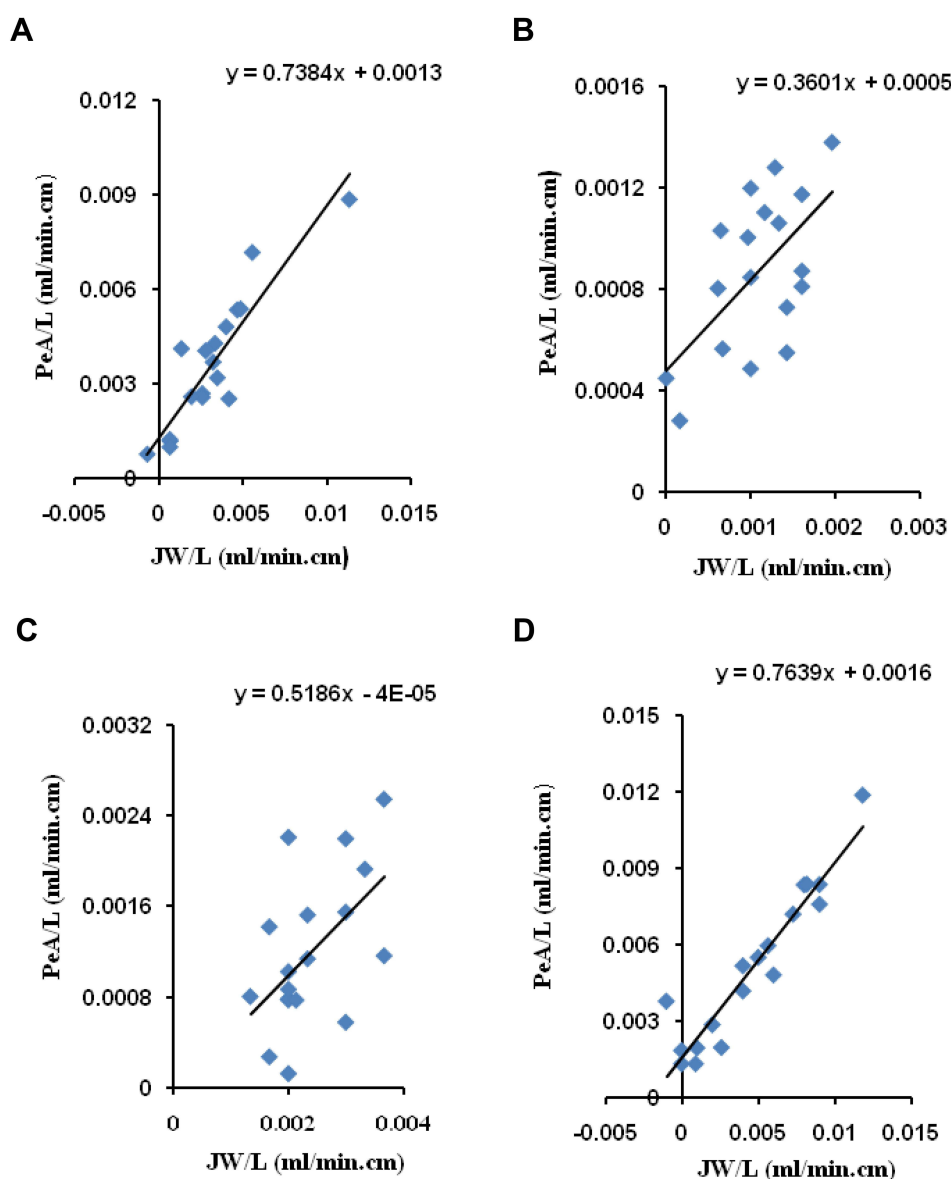 A
y = 0.7384x + 0.0013
0.012
0.009
0.006
0.003
0
-0.005 0 0.005 0.01 0.015
PeA/L (ml/min.cm)
JW/L (ml/min.cm)
B
y = 0.3601x + 0.0005
0.0016
0.0012
0.0008
0.0004
0
0 0.001 0.002 0.003
PeA/L (ml/min.cm)
JW/L (ml/min.cm)
C
y = 0.5186x - 4E-05
0.0032
0.0024
0.0016
0.0008
0
0 0.002 0.004
PeA/L (ml/min.cm)
JW/L (ml/min.cm)
D
y = 0.7639x + 0.0016
0.015
0.012
0.009
0.006
0.003
0
-0.005 0 0.005 0.01 0.015
PeA/L (ml/min.cm)
JW/L (ml/min.cm)